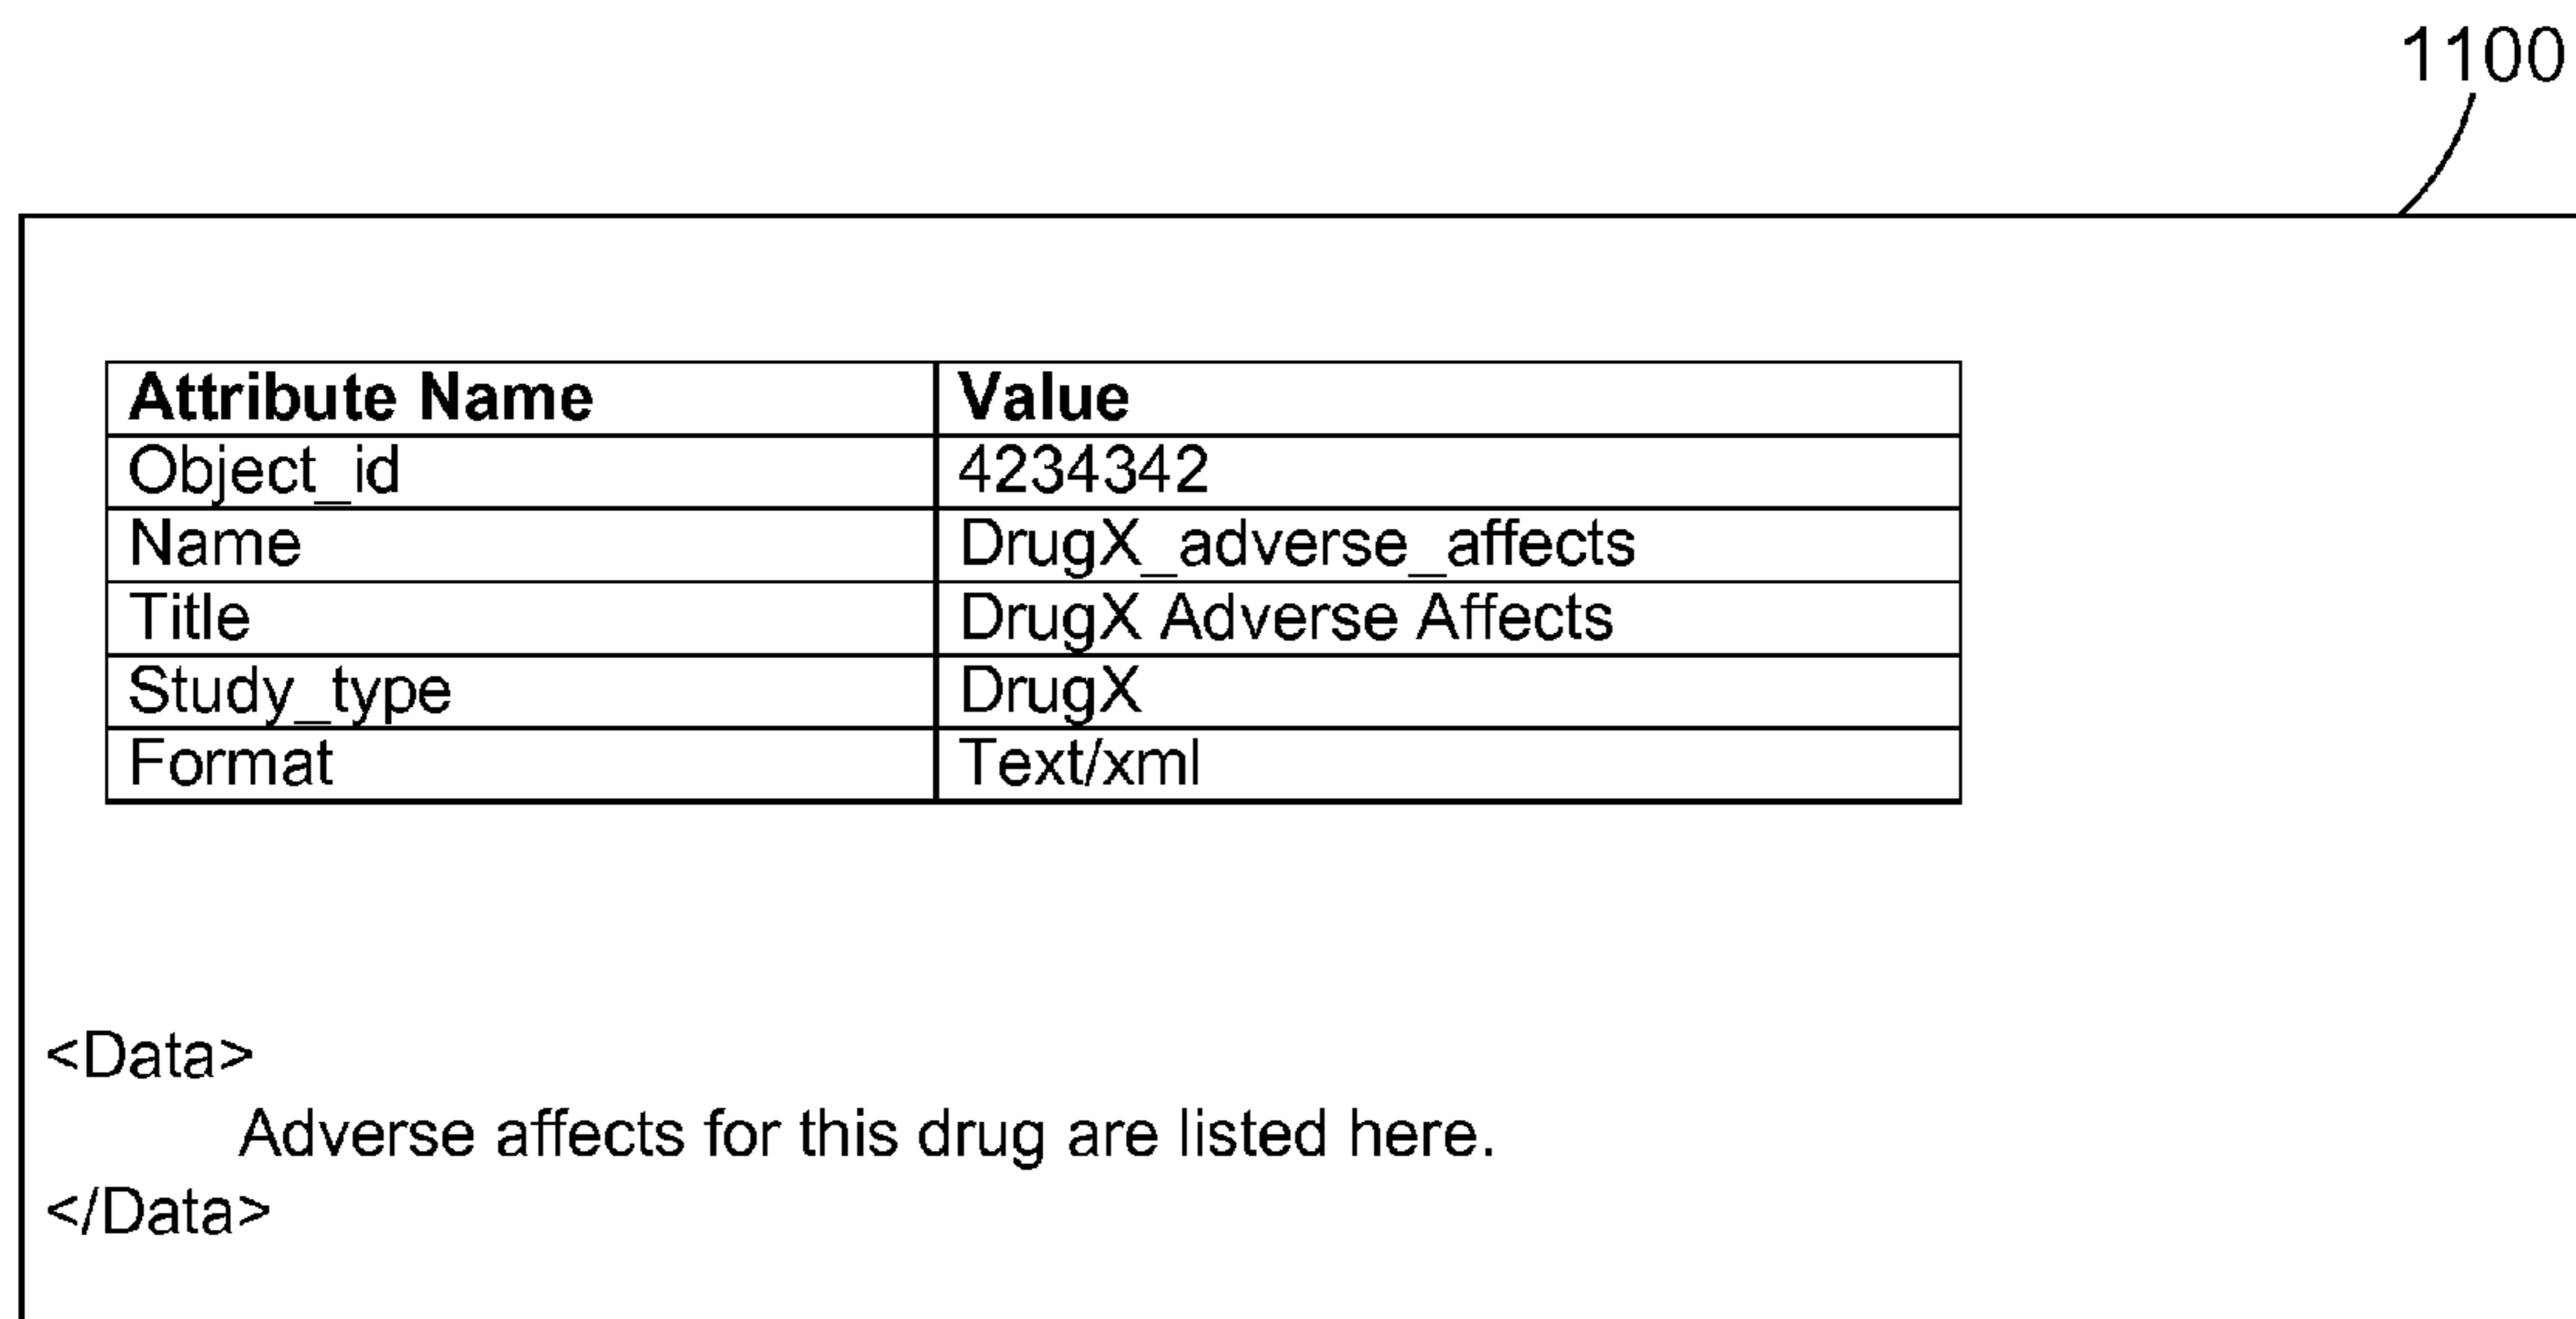 1100
Attribute Name Value
Object_id 4234342
Name DrugX_adverse_affects
Title DrugX Adverse Affects
Study_type DrugX
Format Text/xml
<Data>
Adverse affects for this drug are listed here.
</Data>